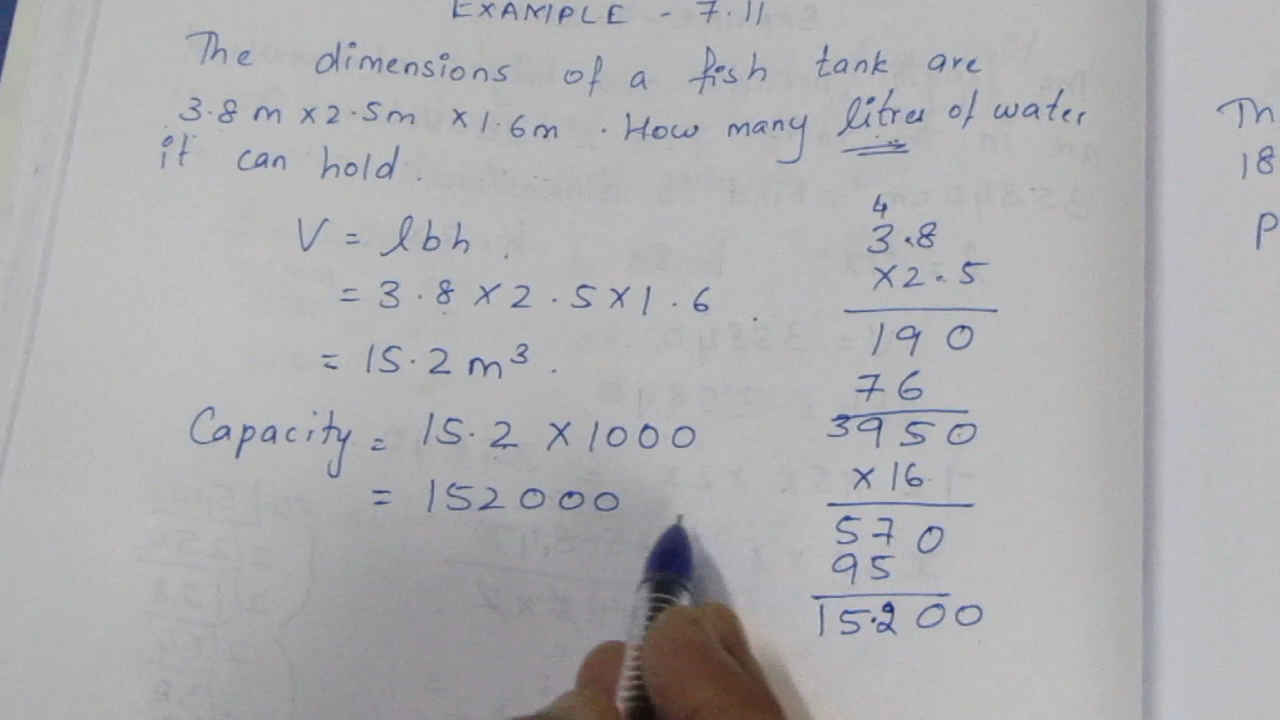 EXAMPLE - 7.11
The dimensions of a fish tank are
3.8 m x 2.5m x 1.6m. How many litres of water
it can hold.
V = lbh.
= 3.8 x 2.5 x 1.6
= 15.2 m³.
Capacity = 15.2 x 1000
= 152000
4
3.8
x2.5
190
76
3950
x16
570
95
15.200
Th
18
P